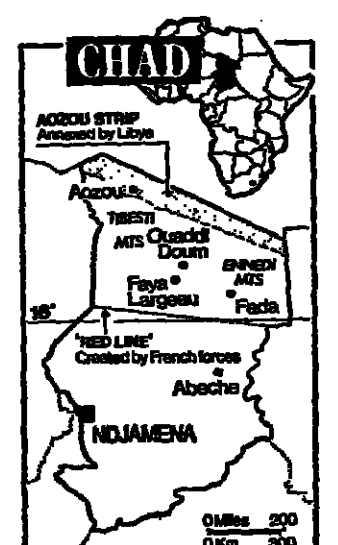 CHAD
AOZOU STRIP
Annexed by Libya
AOZOU
TIBESTI
MTS
Ouaddi
Doum
ENNEDI
MTS
Faya
Largeau
Fada
16°
"RED LINE"
Created by French forces
Abeche
NDJAMENA
0 Miles 200
0 Km 300